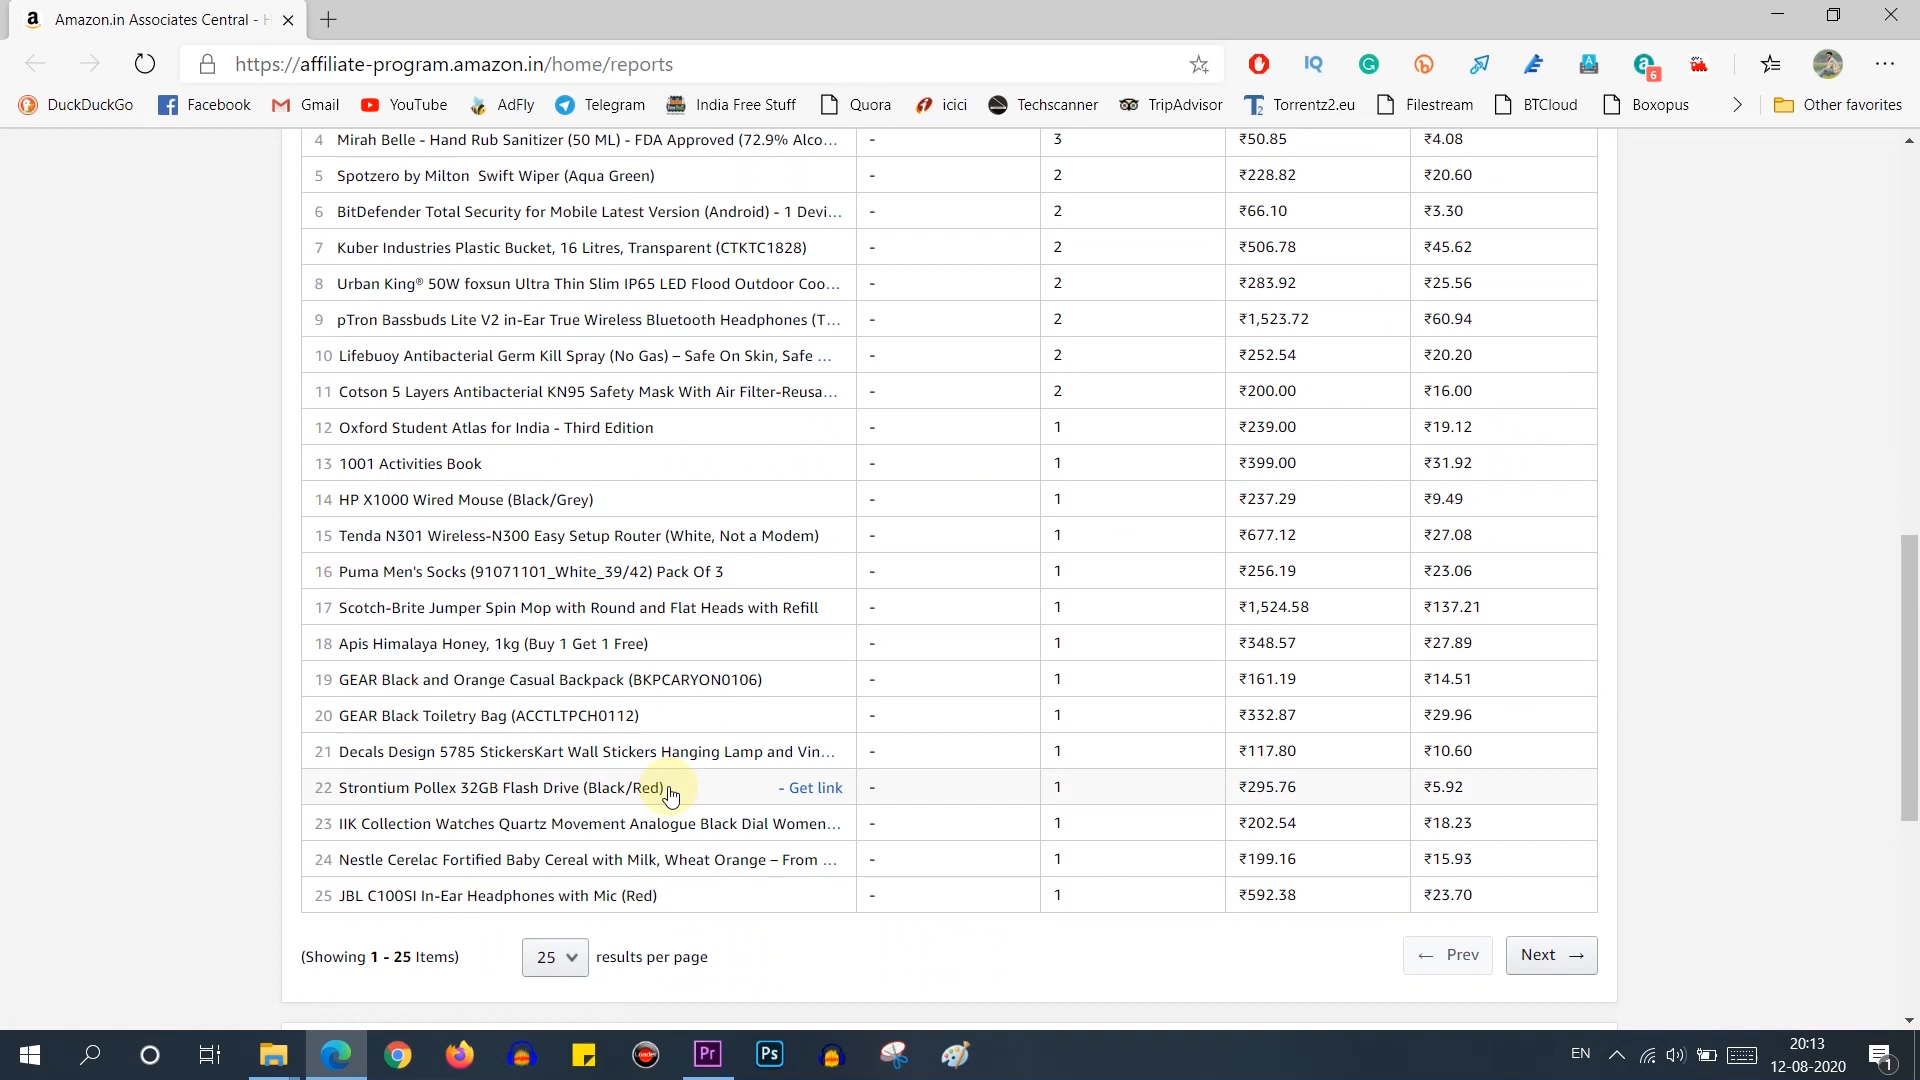 Amazon.in Associates Central - H
https://affiliate-program.amazon.in/home/reports
6
DuckDuckGo Facebook Gmail YouTube AdFly Telegram India Free Stuff Quora icici Techscanner TripAdvisor Torrentz2.eu Filestream BTCloud Boxopus Other favorites
4 Mirah Belle - Hand Rub Sanitizer (50 ML) - FDA Approved (72.9% Alco... - 3 ₹50.85 ₹4.08
5 Spotzero by Milton Swift Wiper (Aqua Green) - 2 ₹228.82 ₹20.60
6 BitDefender Total Security for Mobile Latest Version (Android) - 1 Devi... - 2 ₹66.10 ₹3.30
7 Kuber Industries Plastic Bucket, 16 Litres, Transparent (CTKTC1828) - 2 ₹506.78 ₹45.62
8 Urban King® 50W foxsun Ultra Thin Slim IP65 LED Flood Outdoor Coo... - 2 ₹283.92 ₹25.56
9 pTron Bassbuds Lite V2 in-Ear True Wireless Bluetooth Headphones (T... - 2 ₹1,523.72 ₹60.94
10 Lifebuoy Antibacterial Germ Kill Spray (No Gas) – Safe On Skin, Safe ... - 2 ₹252.54 ₹20.20
11 Cotson 5 Layers Antibacterial KN95 Safety Mask With Air Filter-Reusa... - 2 ₹200.00 ₹16.00
12 Oxford Student Atlas for India - Third Edition - 1 ₹239.00 ₹19.12
13 1001 Activities Book - 1 ₹399.00 ₹31.92
14 HP X1000 Wired Mouse (Black/Grey) - 1 ₹237.29 ₹9.49
15 Tenda N301 Wireless-N300 Easy Setup Router (White, Not a Modem) - 1 ₹677.12 ₹27.08
16 Puma Men's Socks (91071101_White_39/42) Pack Of 3 - 1 ₹256.19 ₹23.06
17 Scotch-Brite Jumper Spin Mop with Round and Flat Heads with Refill - 1 ₹1,524.58 ₹137.21
18 Apis Himalaya Honey, 1kg (Buy 1 Get 1 Free) - 1 ₹348.57 ₹27.89
19 GEAR Black and Orange Casual Backpack (BKPCARYON0106) - 1 ₹161.19 ₹14.51
20 GEAR Black Toiletry Bag (ACCTLTPCH0112) - 1 ₹332.87 ₹29.96
21 Decals Design 5785 StickersKart Wall Stickers Hanging Lamp and Vin... - 1 ₹117.80 ₹10.60
22 Strontium Pollex 32GB Flash Drive (Black/Red) - Get link - 1 ₹295.76 ₹5.92
23 IIK Collection Watches Quartz Movement Analogue Black Dial Women... - 1 ₹202.54 ₹18.23
24 Nestle Cerelac Fortified Baby Cereal with Milk, Wheat Orange – From ... - 1 ₹199.16 ₹15.93
25 JBL C100SI In-Ear Headphones with Mic (Red) - 1 ₹592.38 ₹23.70
(Showing 1 - 25 Items) 25 results per page ← Prev Next →
Pr Ps EN 20:13
12-08-2020 1